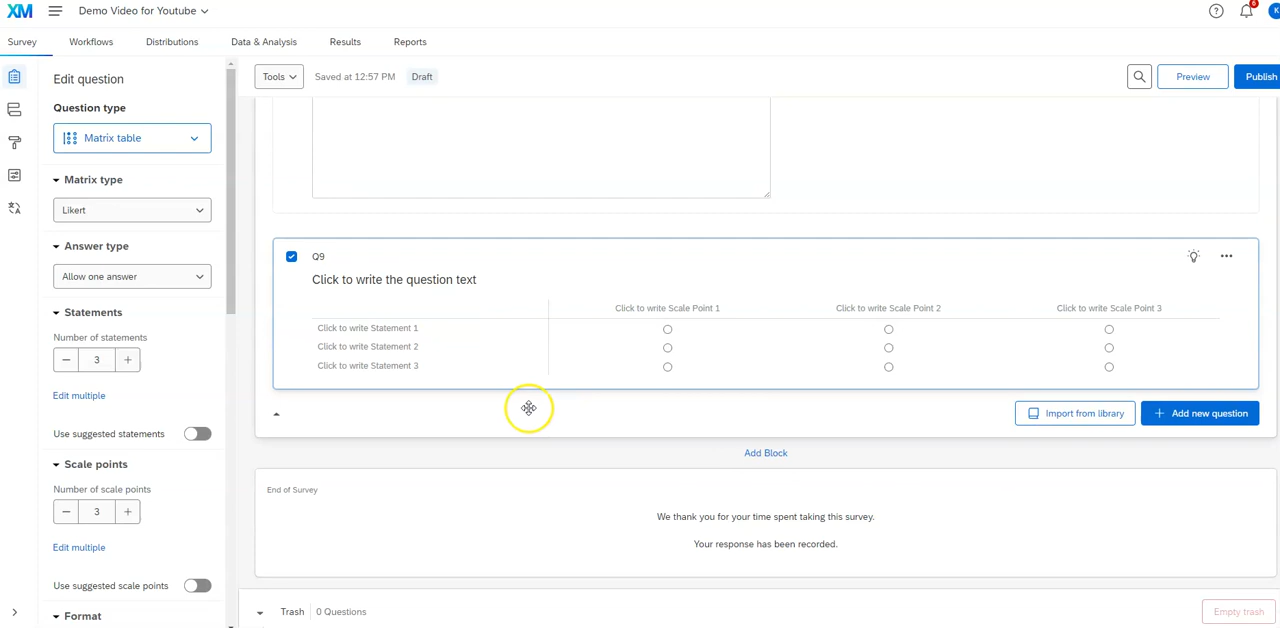 XM
Demo Video for Youtube
6
K
Survey
Workflows
Distributions
Data & Analysis
Results
Reports
Edit question
Question type
Matrix table
Matrix type
Likert
Answer type
Allow one answer
Statements
Number of statements
3
Edit multiple
Use suggested statements
Scale points
Number of scale points
3
Edit multiple
Use suggested scale points
Format
Tools
Saved at 12:57 PM
Draft
Preview
Publish
Q9
Click to write the question text
Click to write Scale Point 1
Click to write Scale Point 2
Click to write Scale Point 3
Click to write Statement 1
Click to write Statement 2
Click to write Statement 3
Import from library
Add new question
Add Block
End of Survey
We thank you for your time spent taking this survey.
Your response has been recorded.
Trash
0 Questions
Empty trash